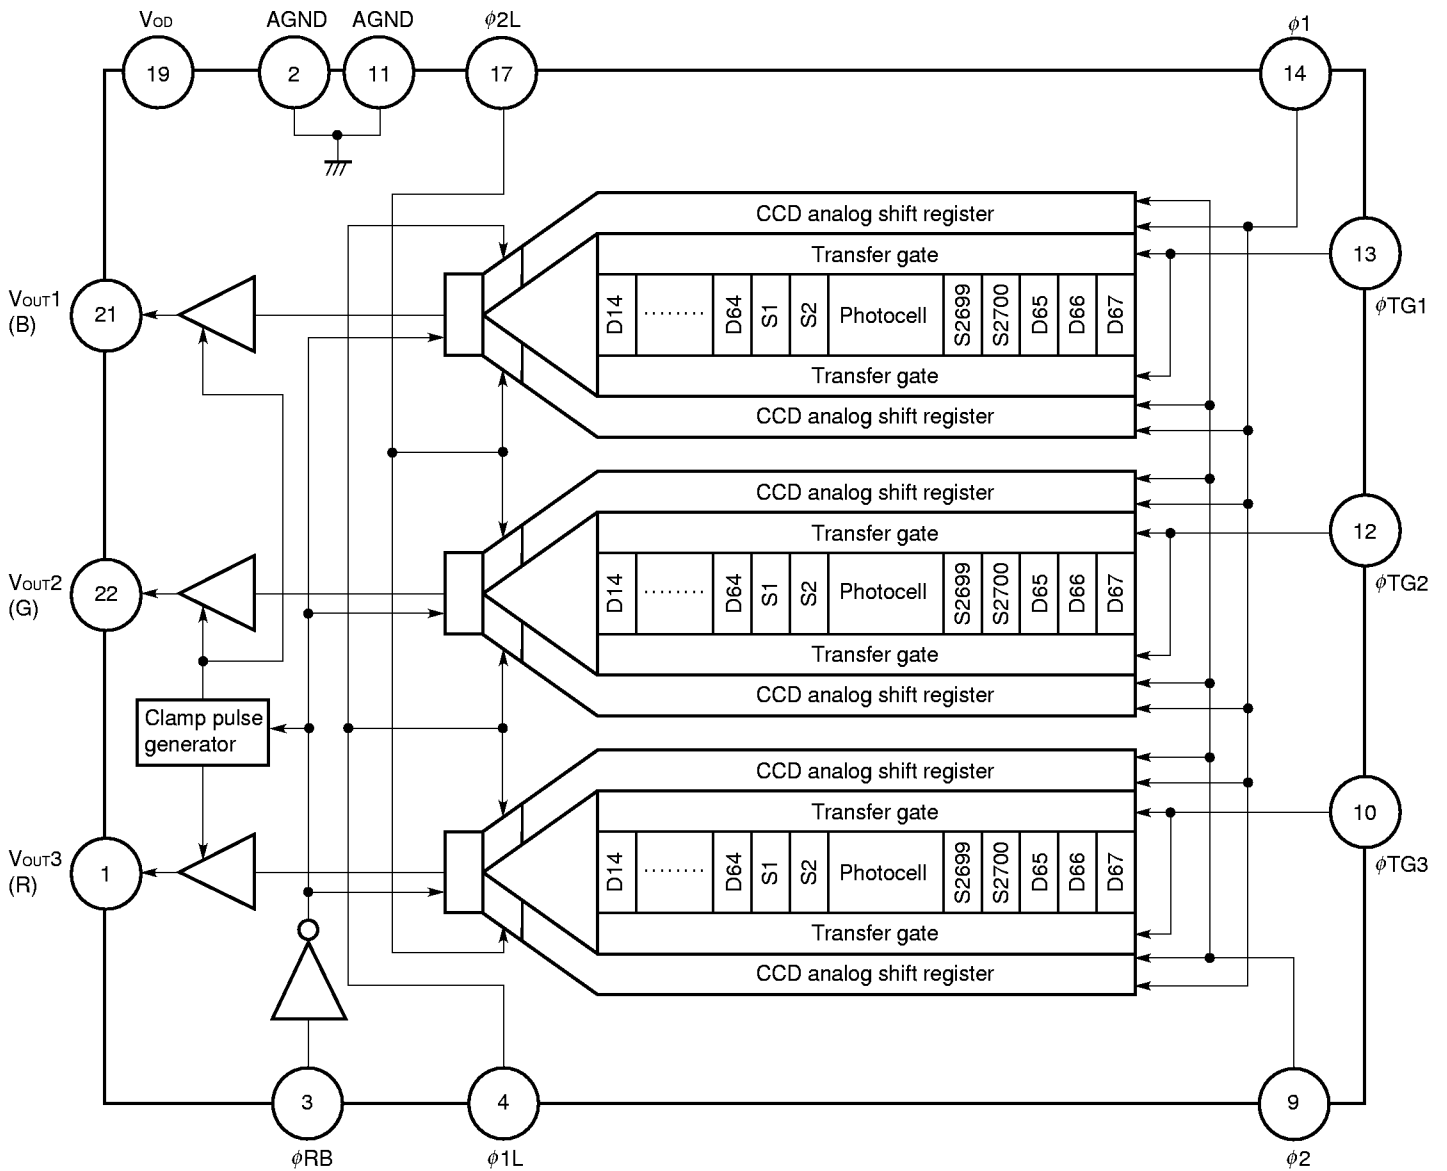 VOD
AGND
AGND
ϕ2L
ϕ1
19
2
11
17
14
CCD analog shift register
Transfer gate
13
ϕTG1
VOUT1
(B)
21
D14
········
D64
S1
S2
Photocell
S2699
S2700
D65
D66
D67
Transfer gate
CCD analog shift register
CCD analog shift register
Transfer gate
12
ϕTG2
VOUT2
(G)
22
D14
········
D64
S1
S2
Photocell
S2699
S2700
D65
D66
D67
Transfer gate
CCD analog shift register
Clamp pulse
generator
CCD analog shift register
Transfer gate
10
ϕTG3
VOUT3
(R)
1
D14
········
D64
S1
S2
Photocell
S2699
S2700
D65
D66
D67
Transfer gate
CCD analog shift register
3
4
9
ϕRB
ϕ1L
ϕ2